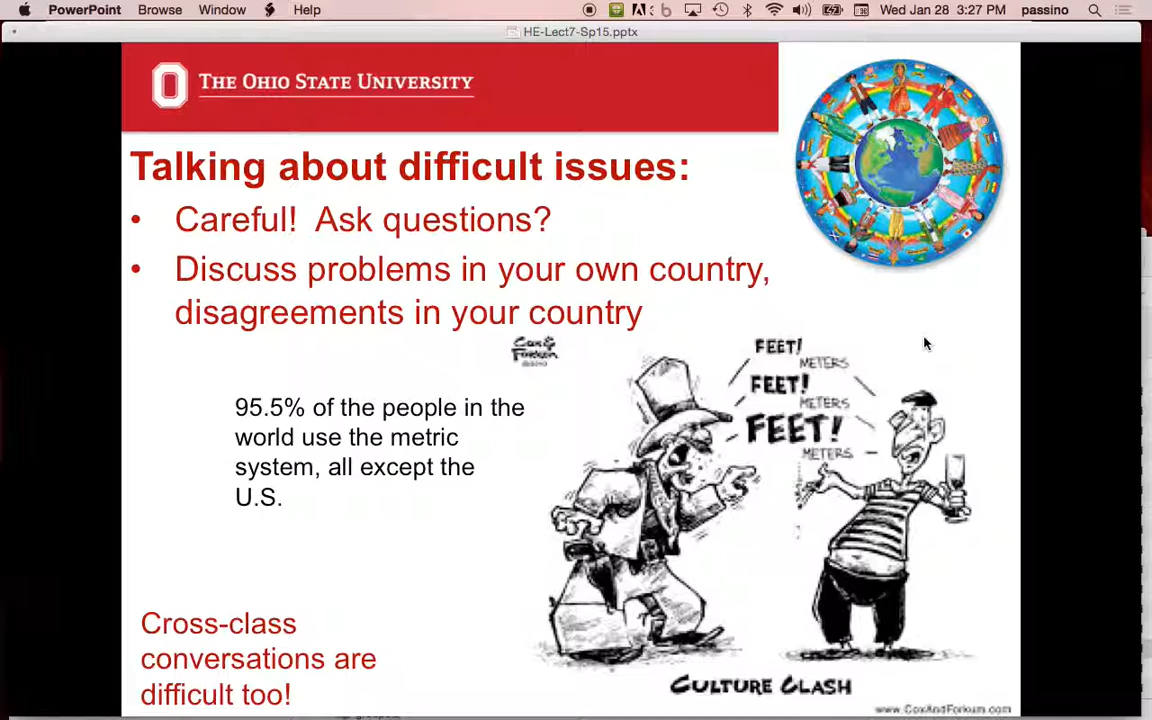 PowerPoint Browse Window Help Wed Jan 28 3:27 PM passino
HE-Lect7-Sp15.pptx
O THE OHIO STATE UNIVERSITY
Talking about difficult issues:
• Careful! Ask questions?
• Discuss problems in your own country,
disagreements in your country
Cox &
Forkum
FEET!
METERS
FEET!
METERS
FEET!
METERS
95.5% of the people in the
world use the metric
system, all except the
U.S.
Cross-class
conversations are
difficult too!
CULTURE CLASH
www.CoxAndForkum.com